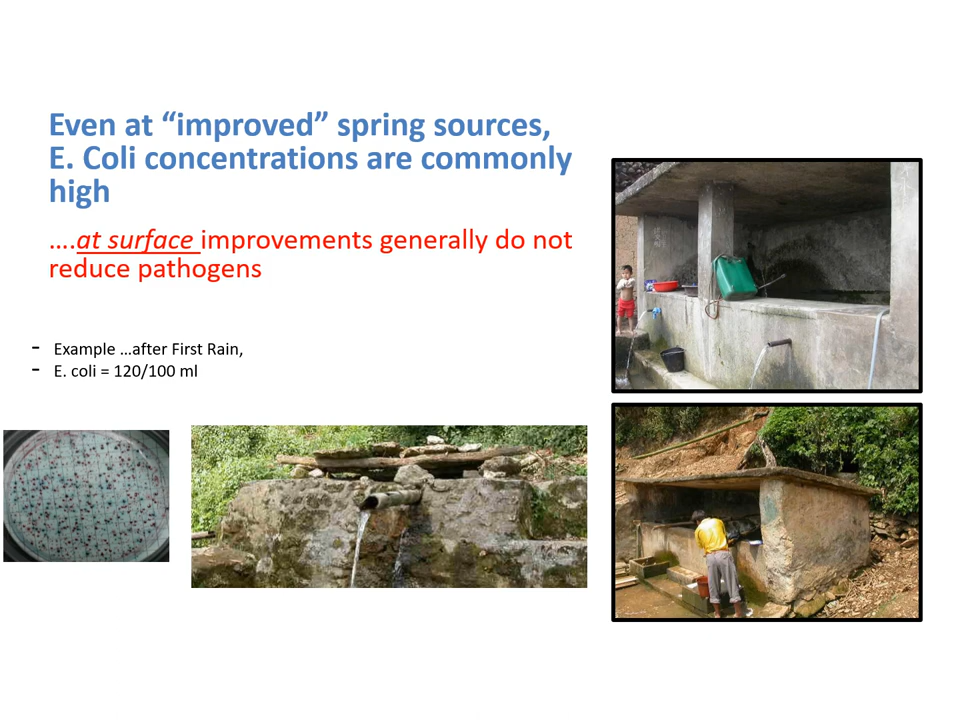 Even at “improved” spring sources,
E. Coli concentrations are commonly
high
….at surface improvements generally do not
reduce pathogens
- Example …after First Rain,
- E. coli = 120/100 ml